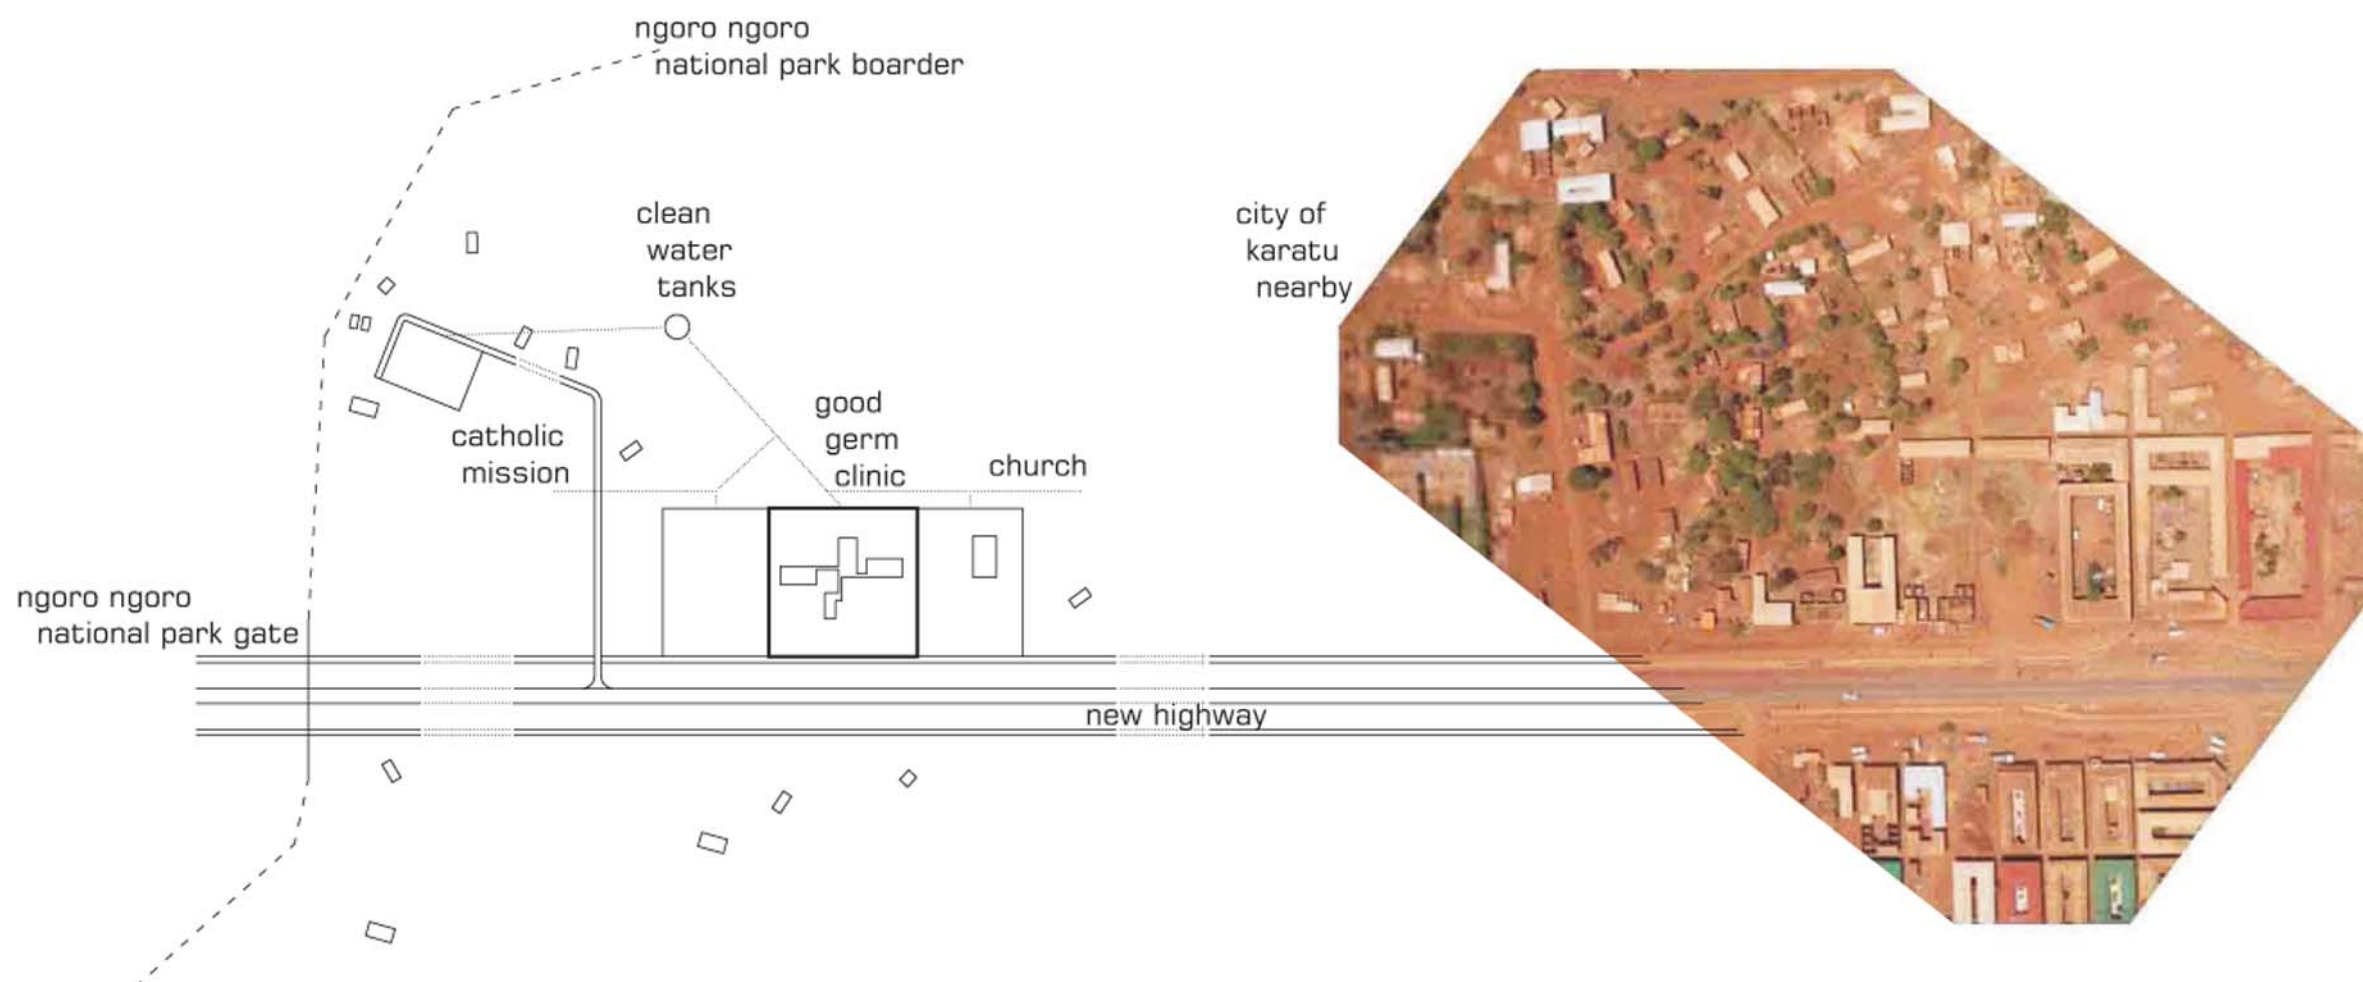 ngoro ngoro
national park boarder
clean
water
tanks
city of
karatu
nearby
good
germ
clinic
catholic
mission
church
ngoro ngoro
national park gate
new highway